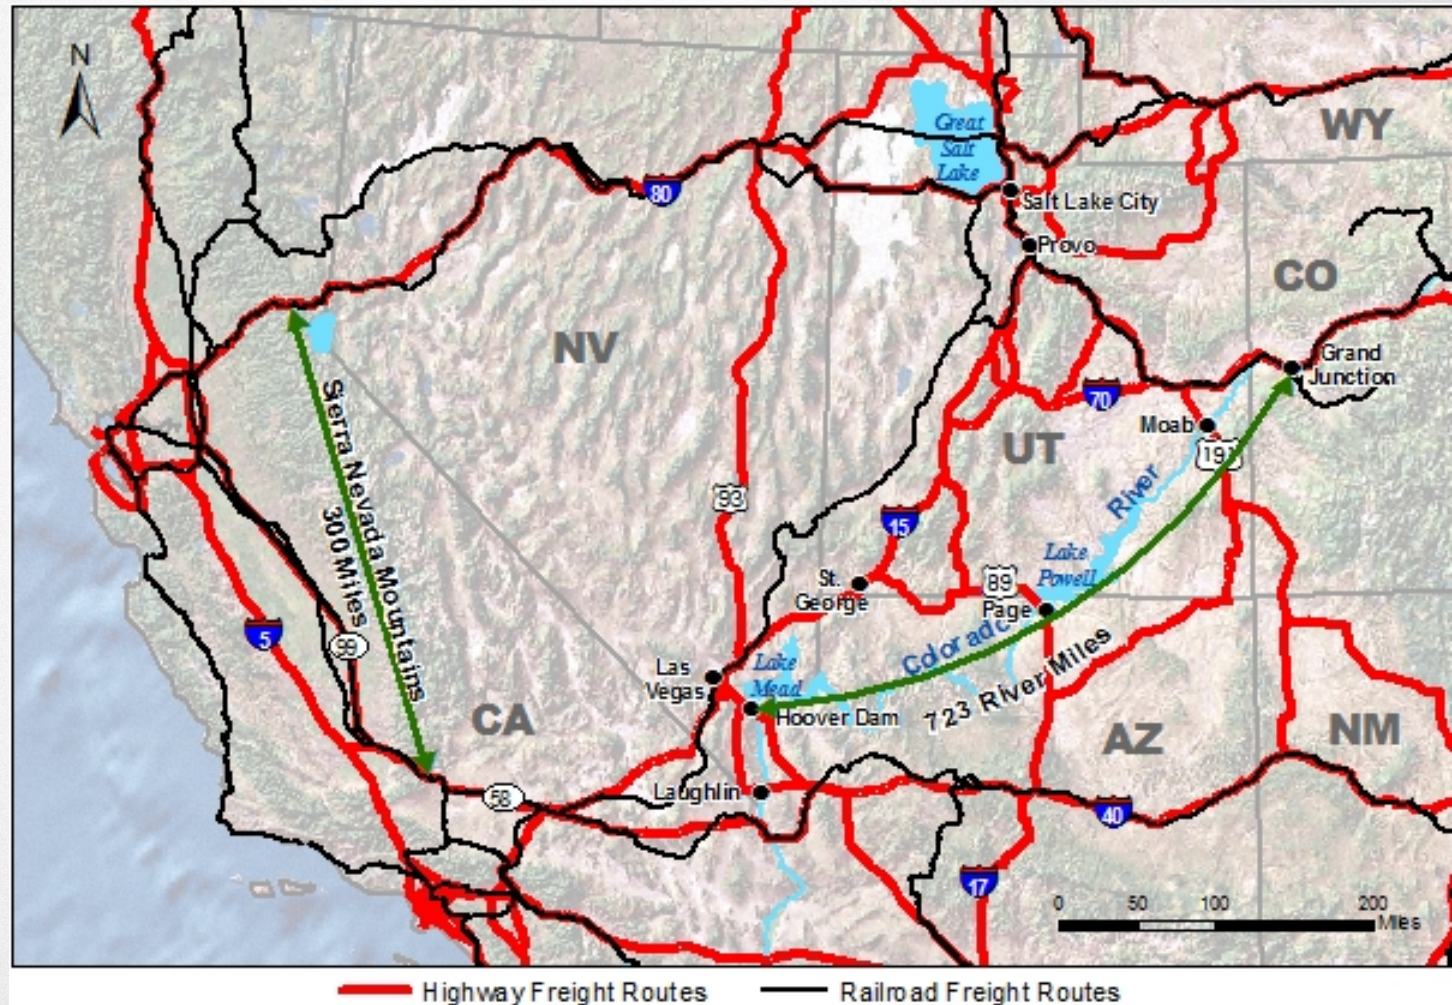 N
WY
Great
Salt
Lake
80
Salt Lake City
Provo
CO
NV
Grand
Junction
70
Moab
UT
191
Sierra Nevada Mountains
300 Miles
93
River
15
Lake
Powell
St.
George
89
Page
5
99
Colorado
723 River Miles
Las
Vegas
Lake
Mead
Hoover Dam
CA
AZ
NM
58
Laughlin
40
17
0 50 100 200
Miles
Highway Freight Routes
Railroad Freight Routes